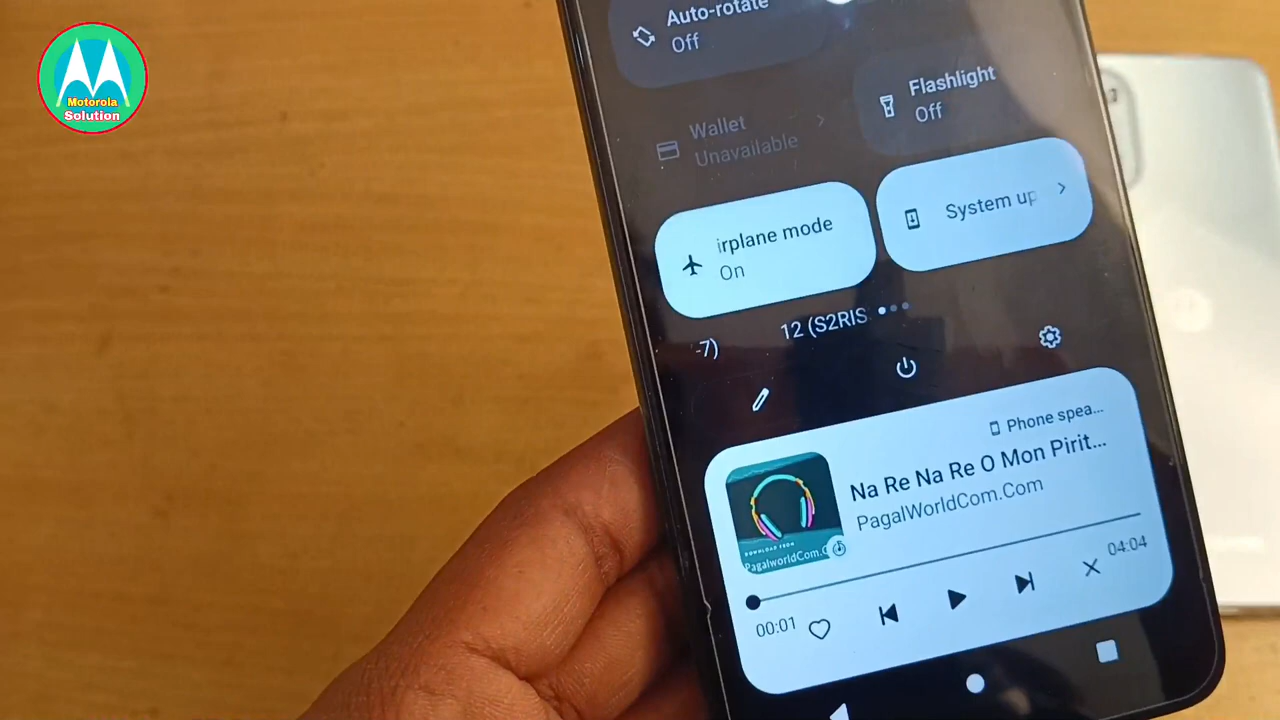 Motorola
Solution
Auto-rotate
Off
Flashlight
Off
Wallet
Unavailable
irplane mode
On
System up
-7)
12 (S2RIS
Phone spea...
Na Re Na Re O Mon Pirit...
PagalWorldCom.Com
DOWNLOAD FROM
PagalworldCom.C
00:01
04:04